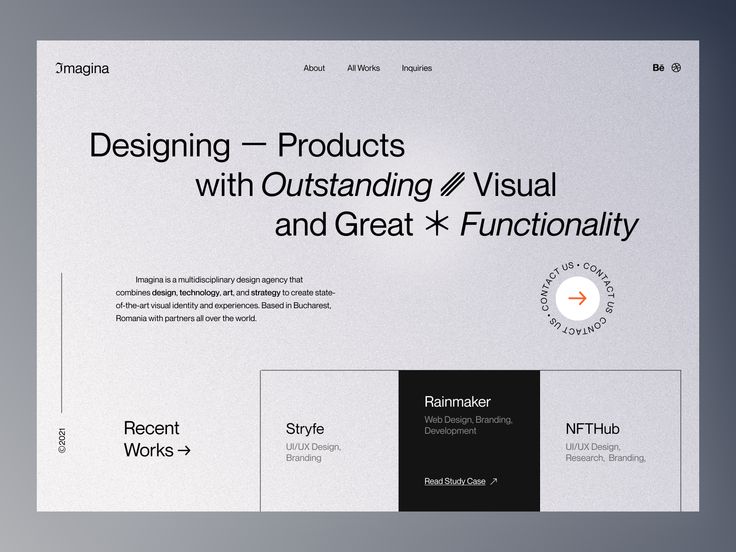 Imagina
About All Works Inquiries
Bē
Designing — Products
with Outstanding Visual
and Great Functionality
Imagina is a multidisciplinary design agency that
combines design, technology, art, and strategy to create state-
of-the-art visual identity and experiences. Based in Bucharest,
Romania with partners all over the world.
CONTACT US • CONTACT US CONTACT US •
©2021
Recent
Works →
Stryfe
UI/UX Design,
Branding
Rainmaker
Web Design, Branding,
Development
Read Study Case ↗
NFTHub
UI/UX Design,
Research, Branding,